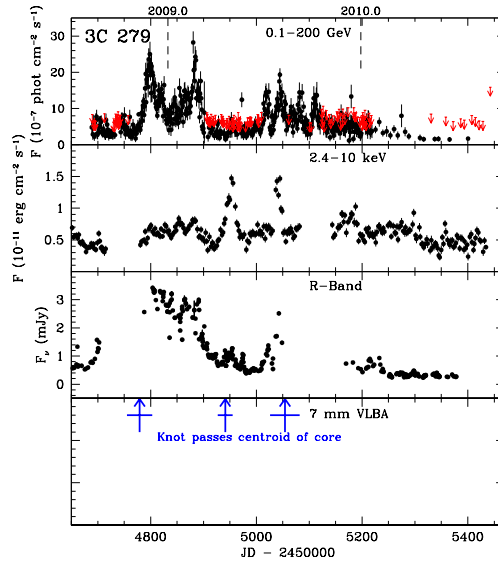 2009.0 2010.0
3C 279 0.1-200 GeV
30
20
10
0
F (10⁻⁷ phot cm⁻² s⁻¹)
2.4-10 keV
1.5
1
0.5
F (10⁻¹¹ erg cm⁻² s⁻¹)
R-Band
3
2
1
0
Fν (mJy)
7 mm VLBA
Knot passes centroid of core
4800 5000 5200 5400
JD - 2450000